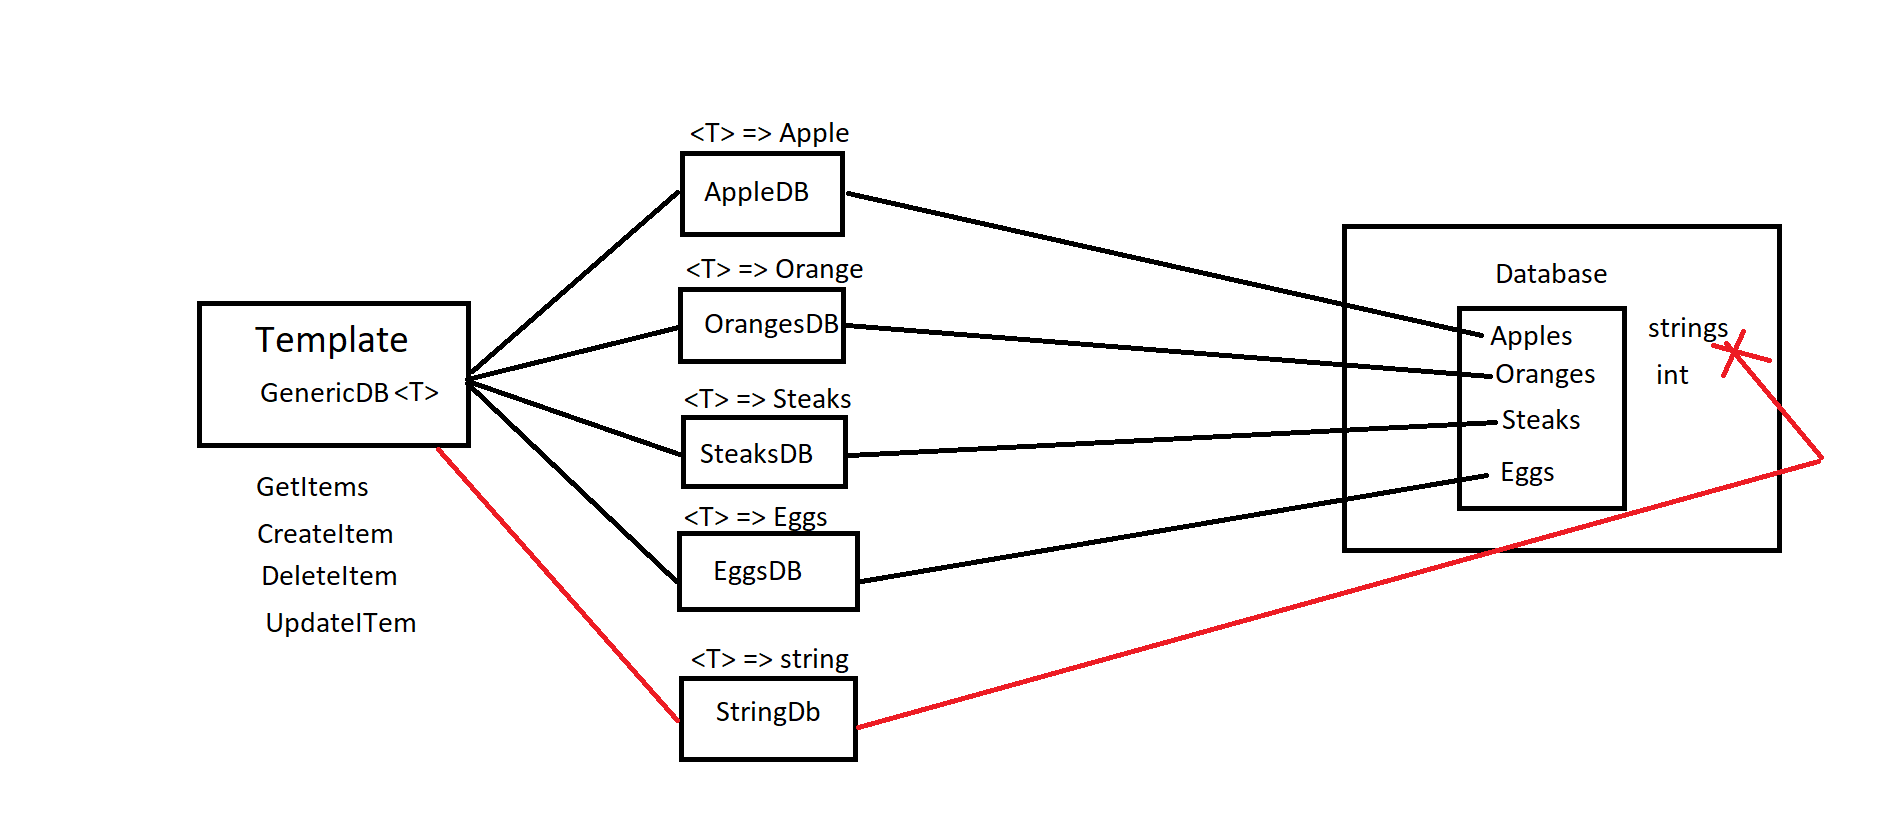 <T> => Apple
AppleDB
<T> => Orange
OrangesDB
<T> => Steaks
SteaksDB
<T> => Eggs
EggsDB
<T> => string
StringDb
Template
GenericDB <T>
GetItems
CreateItem
DeleteItem
UpdateITem
Database
Apples
Oranges
Steaks
Eggs
strings
int